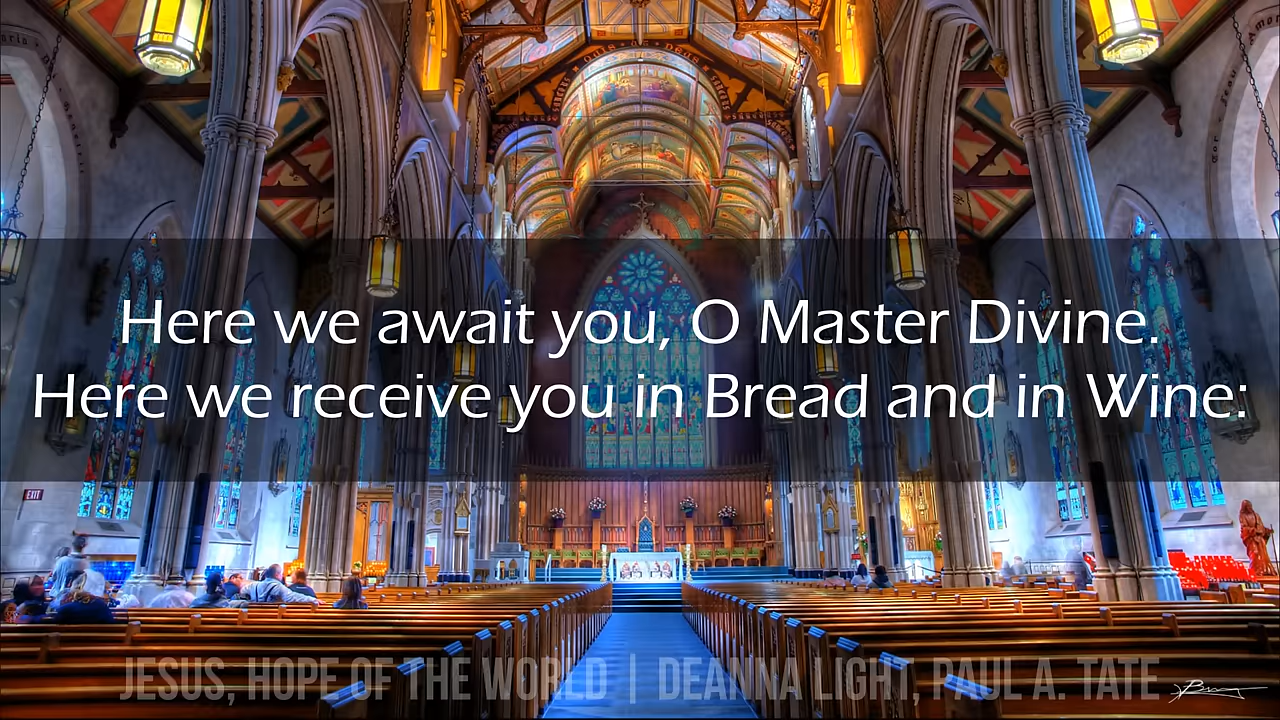 Here we await you, O Master Divine.
Here we receive you in Bread and in Wine:
EXIT
JESUS, HOPE OF THE WORLD | DEANNA LIGHT, PAUL A. TATE